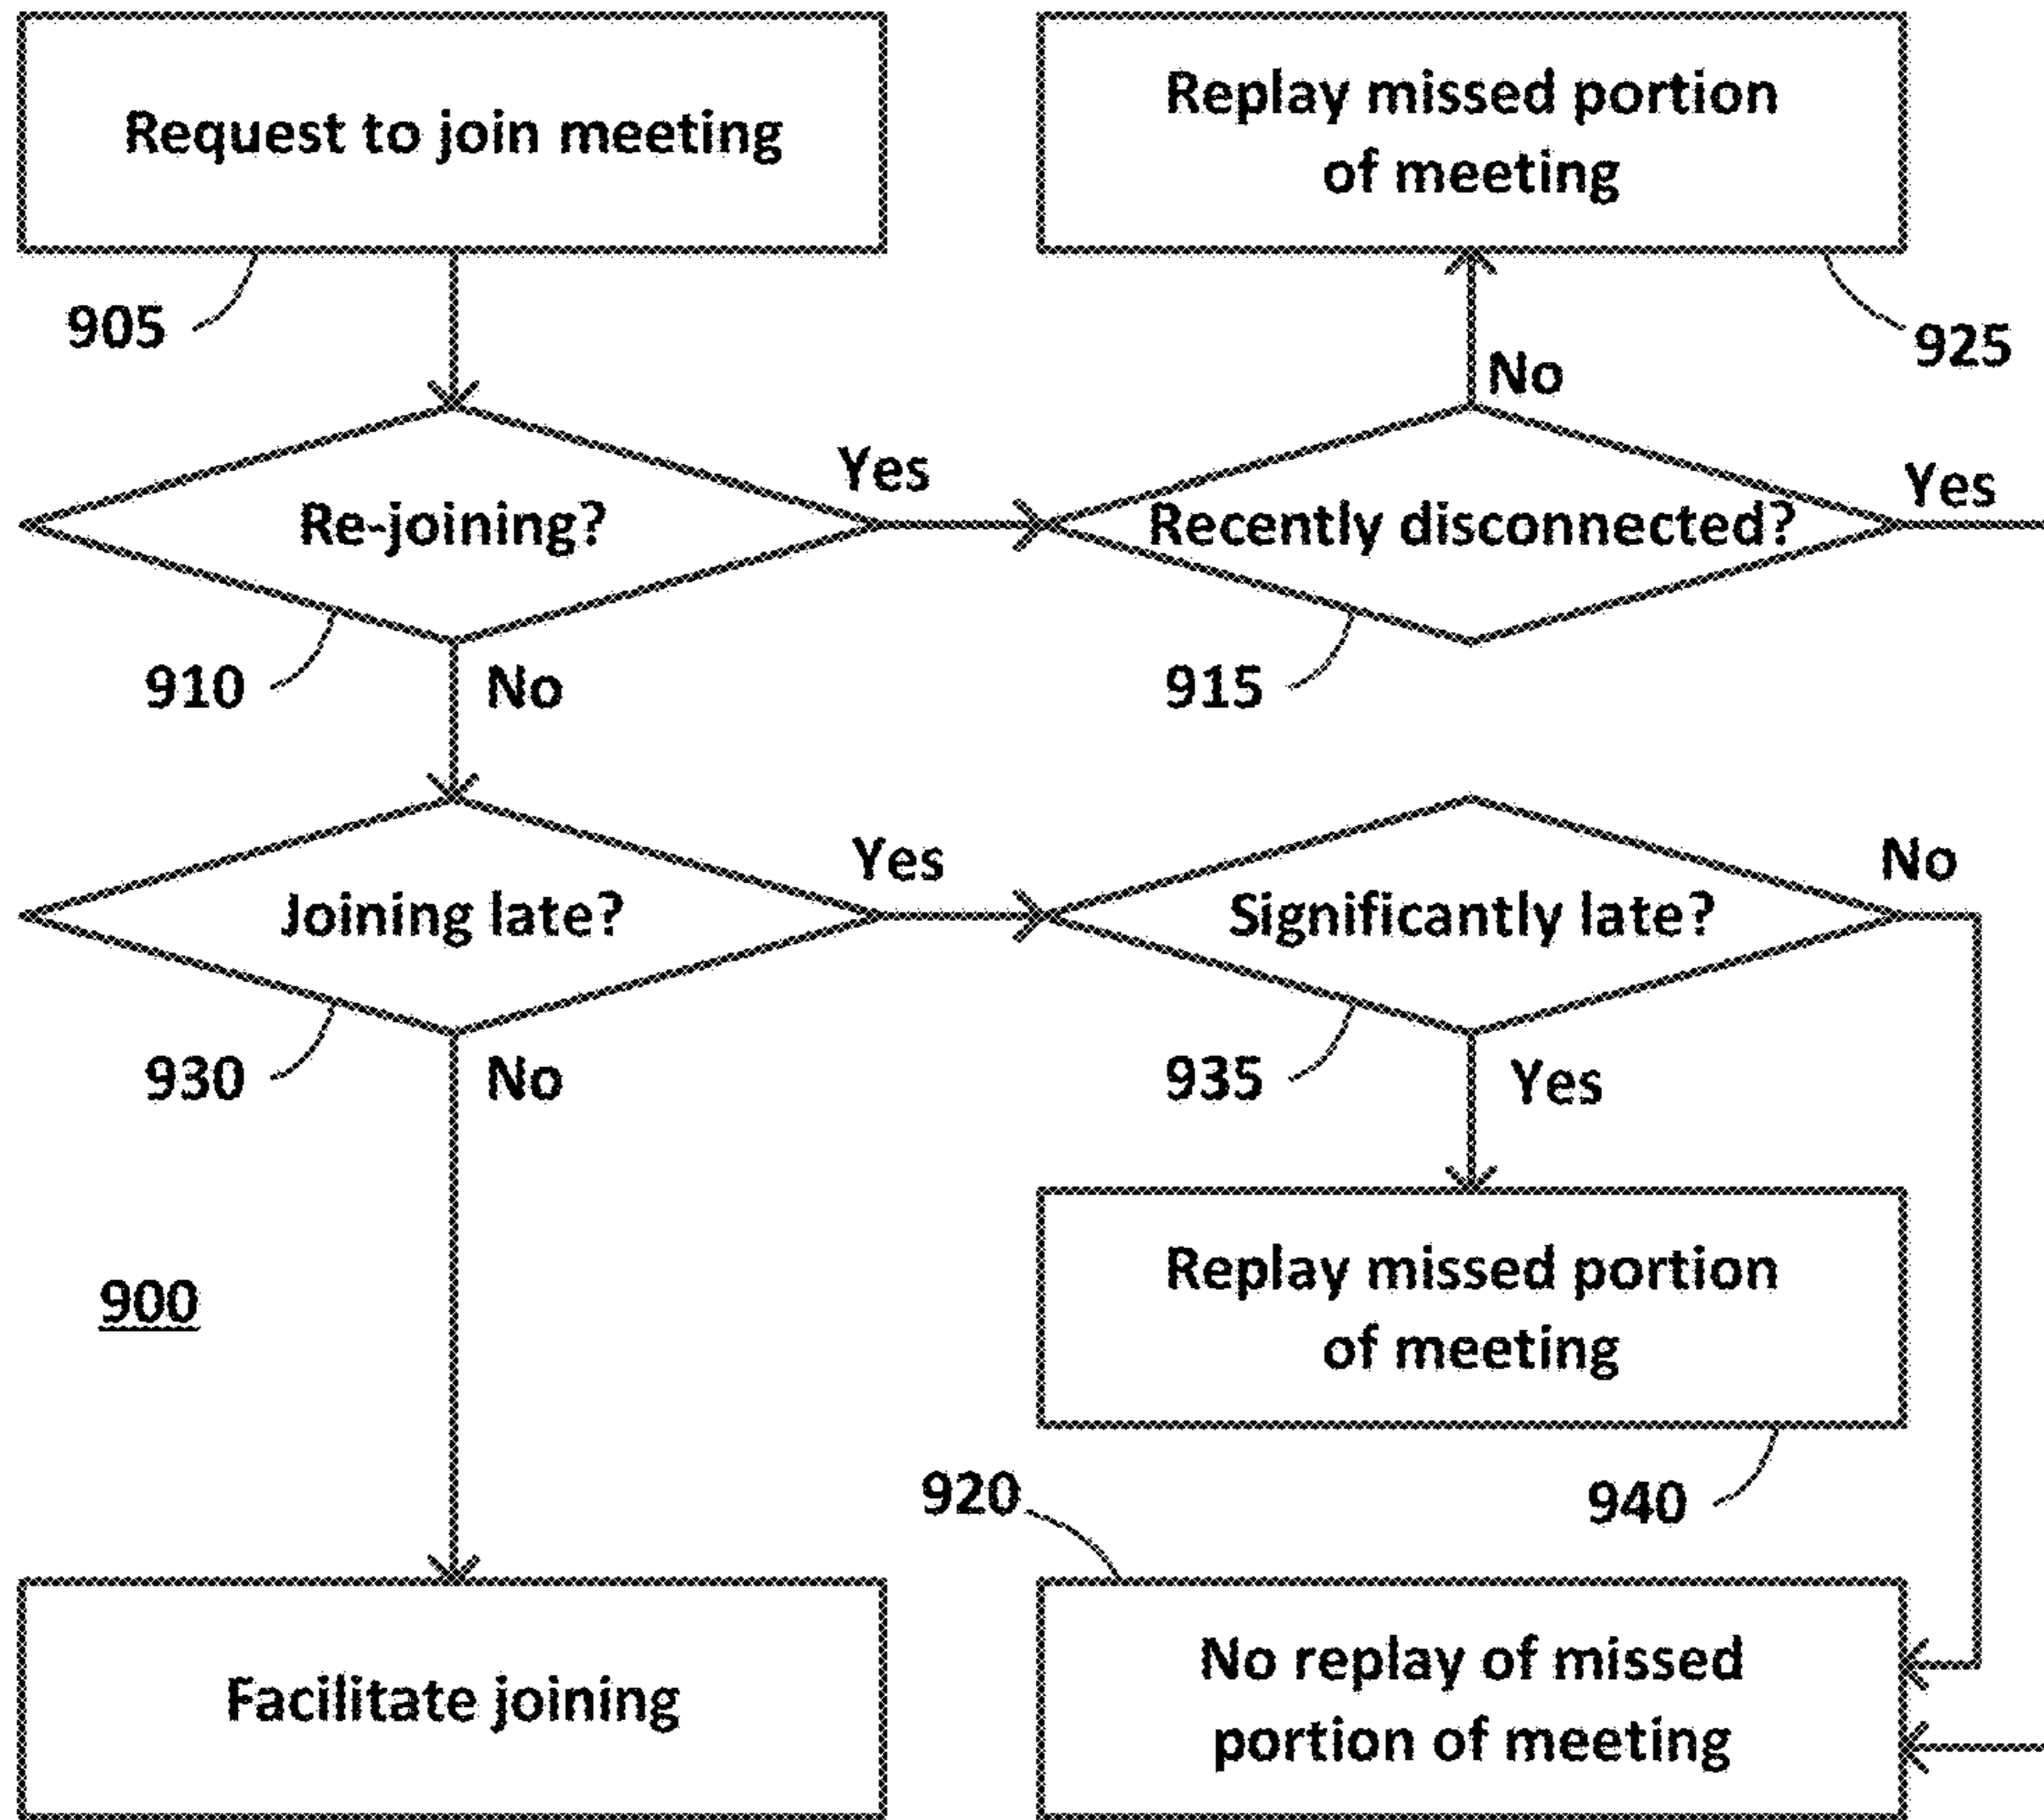 Request to join meeting
905
Replay missed portion
of meeting
925
No
Re-joining?
910
Yes
Recently disconnected?
915
Yes
No
Joining late?
930
Yes
Significantly late?
935
No
No
Yes
900
Replay missed portion
of meeting
940
920
Facilitate joining
No replay of missed
portion of meeting